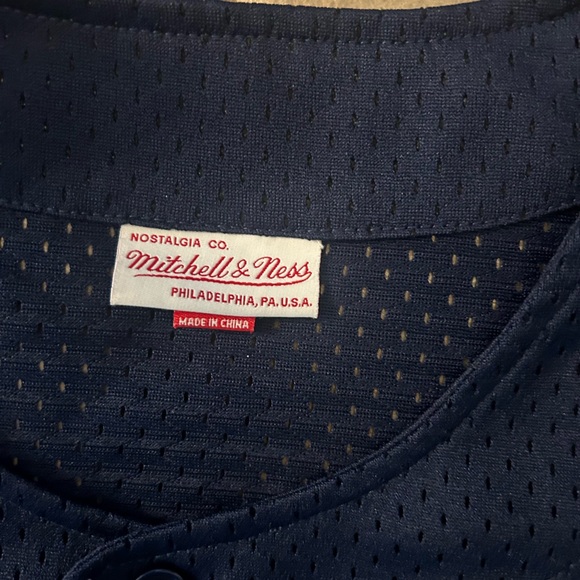 NOSTALGIA CO.
Mitchell & Ness
PHILADELPHIA, PA. U.S.A.
MADE IN CHINA